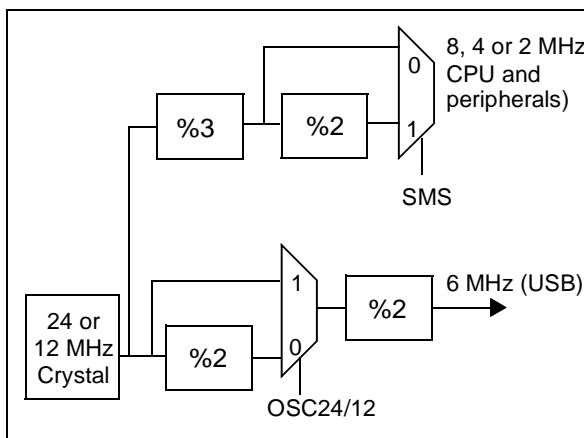 8, 4 or 2 MHz
CPU and
peripherals)
0
1
%3
%2
SMS
24 or
12 MHz
Crystal
%2
1
0
OSC24/12
%2
6 MHz (USB)